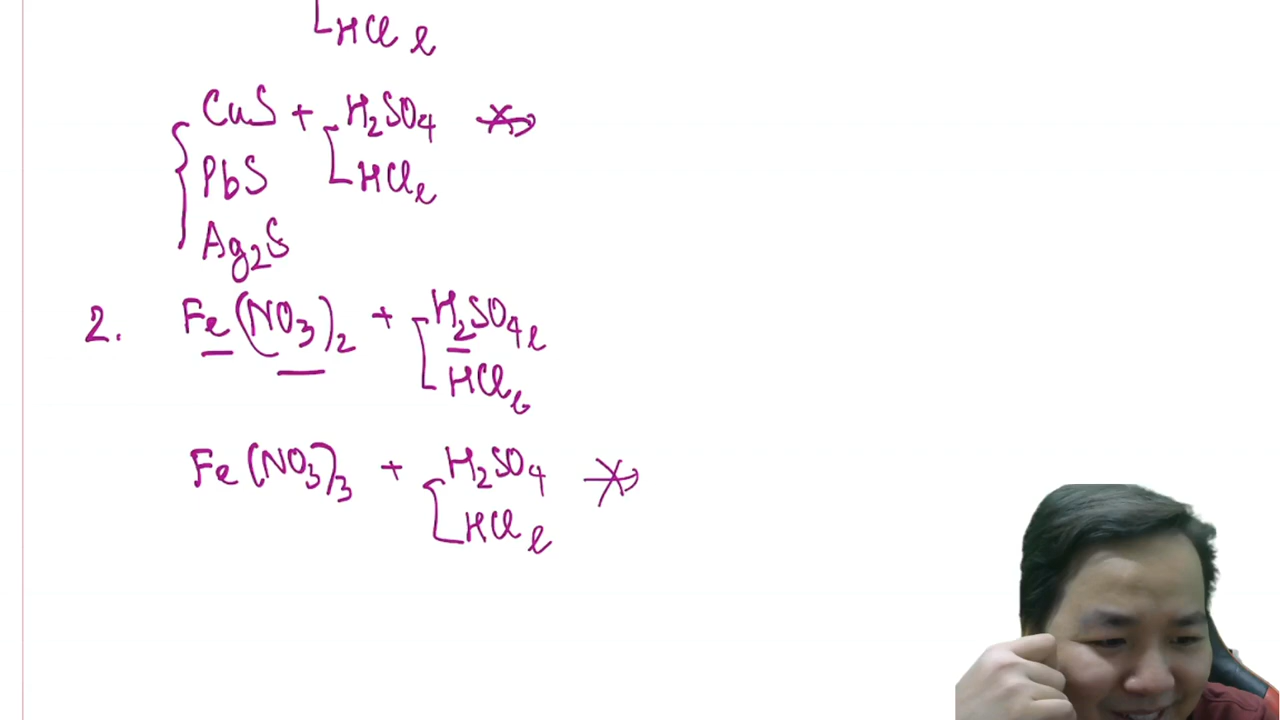 HCl l
CuS + H2SO4
PbS HCl l
Ag2S
2. Fe(NO3)2 + H2SO4 l
HCl l
Fe(NO3)3 + H2SO4
HCl l